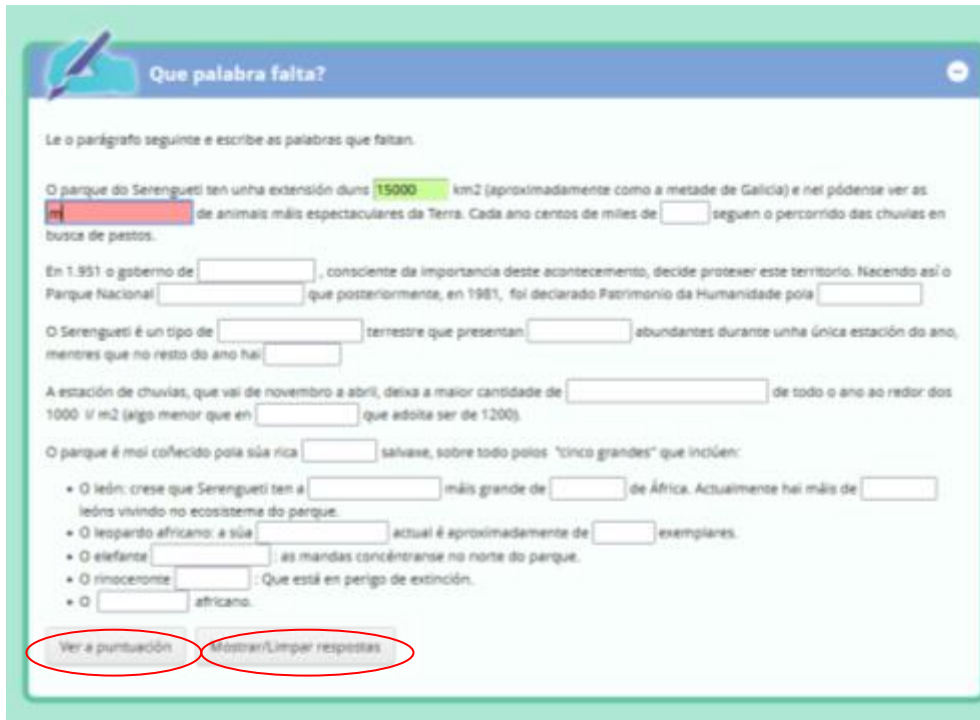 Que palabra falta?
Le o parágrafo seguinte e escribe as palabras que faltan.
O parque do Serengueti ten unha extensión duns 15000 km2 (aproximadamente como a metade de Galicia) e nel pódense ver as
m de animais máis espectaculares da Terra. Cada ano centos de miles de seguen o percorrido das chuvias en
busca de pastos.
En 1.951 o goberno de , consciente da importancia deste acontecemento, decide protexer este territorio. Nacendo así o
Parque Nacional que posteriormente, en 1981, foi declarado Patrimonio da Humanidade pola
O Serengueti é un tipo de terrestre que presentan abundantes durante unha única estación do ano,
mentres que no resto do ano hai
A estación de chuvias, que vai de novembro a abril, deixa a maior cantidade de de todo o ano ao redor dos
1000 l/ m2 (algo menor que en que adoita ser de 1200).
O parque é moi coñecido pola súa rica salvaxe, sobre todo polos "cinco grandes" que inclúen:
• O león: crese que Serengueti ten a máis grande de de África. Actualmente hai máis de
leóns vivindo no ecosistema do parque.
• O leopardo africano: a súa actual é aproximadamente de exemplares.
• O elefante : as mandas concéntranse no norte do parque.
• O rinoceronte : Que está en perigo de extinción.
• O africano.
Ver a puntuación Mostrar/Limpar respostas